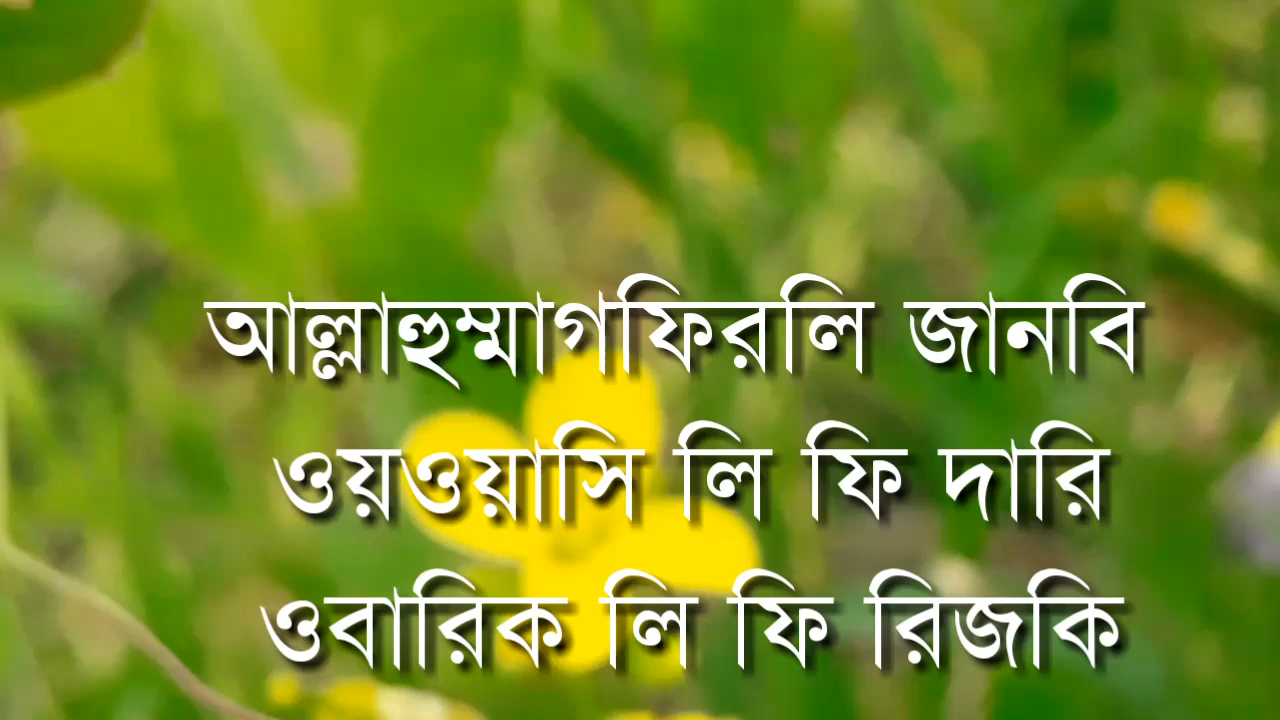 আল্লাহুম্মাগফিরলি জানবি
ওয়ওয়াসি লি ফি দারি
ওবারিক লি ফি রিজকি